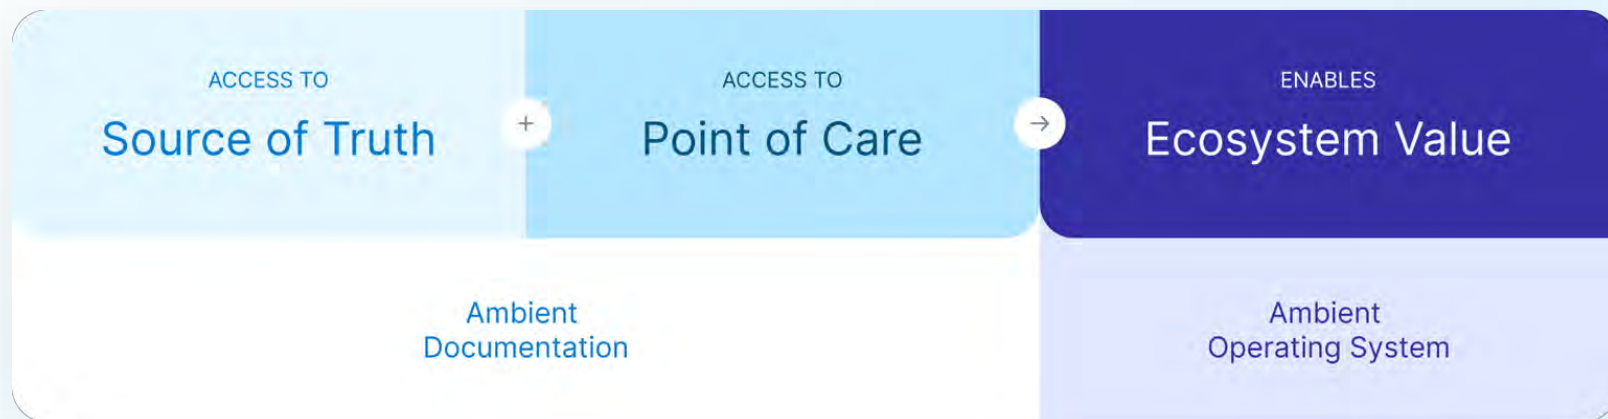 ACCESS TO
Source of Truth
+
ACCESS TO
Point of Care
→
ENABLES
Ecosystem Value
Ambient
Documentation
Ambient
Operating System